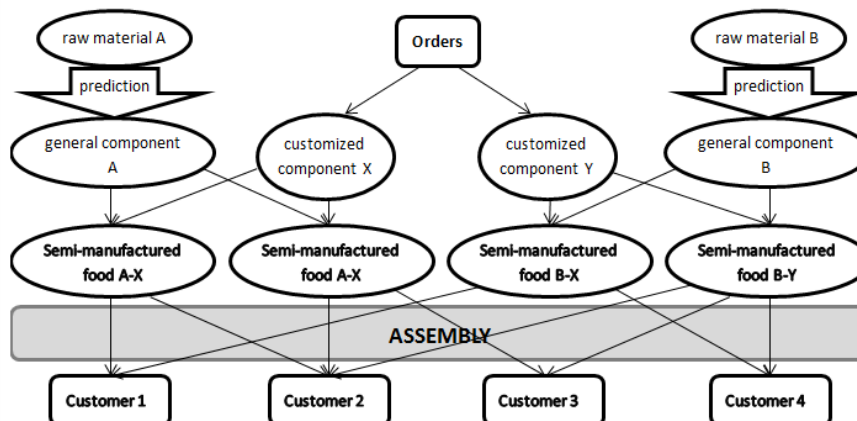 raw material A
Orders
raw material B
prediction
prediction
general component
A
customized
component X
customized
component Y
general component
B
Semi-manufactured
food A-X
Semi-manufactured
food A-X
Semi-manufactured
food B-X
Semi-manufactured
food B-Y
ASSEMBLY
Customer 1
Customer 2
Customer 3
Customer 4